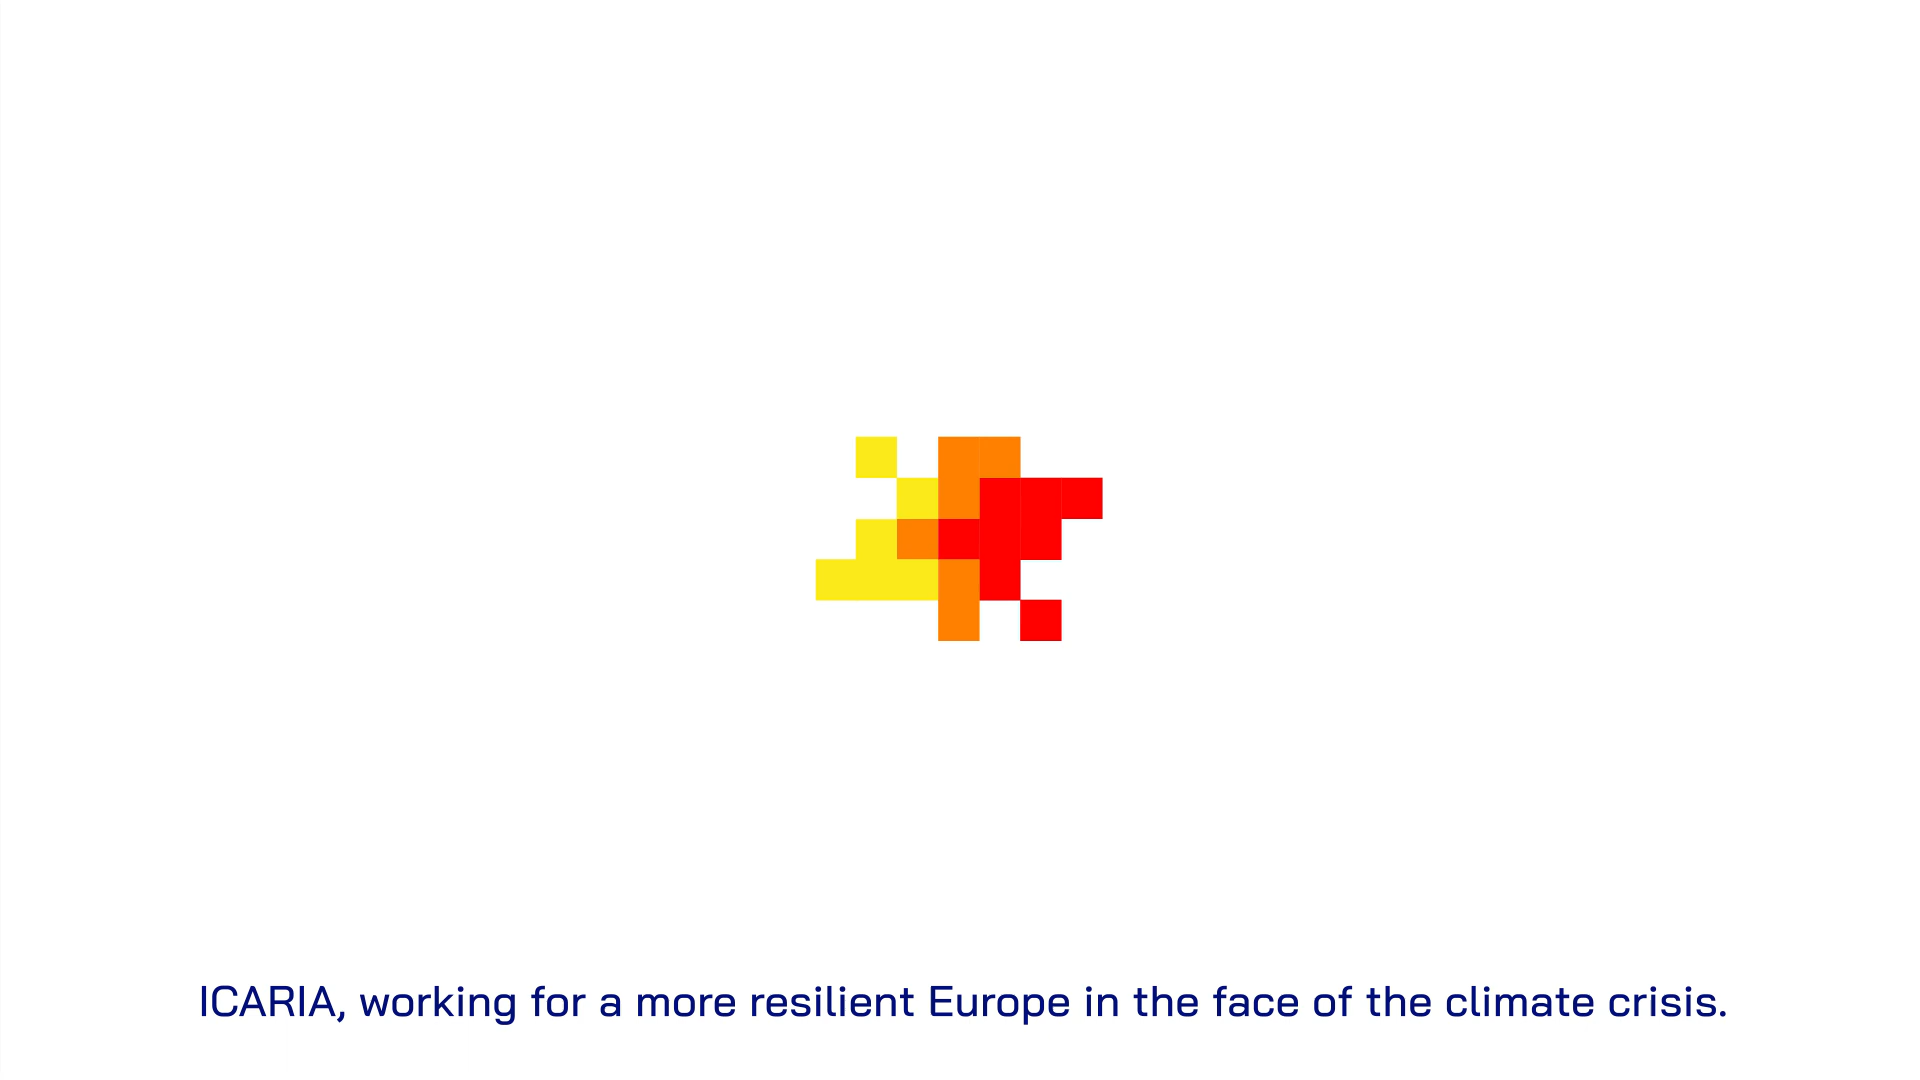 ICARIA, working for a more resilient Europe in the face of the climate crisis.